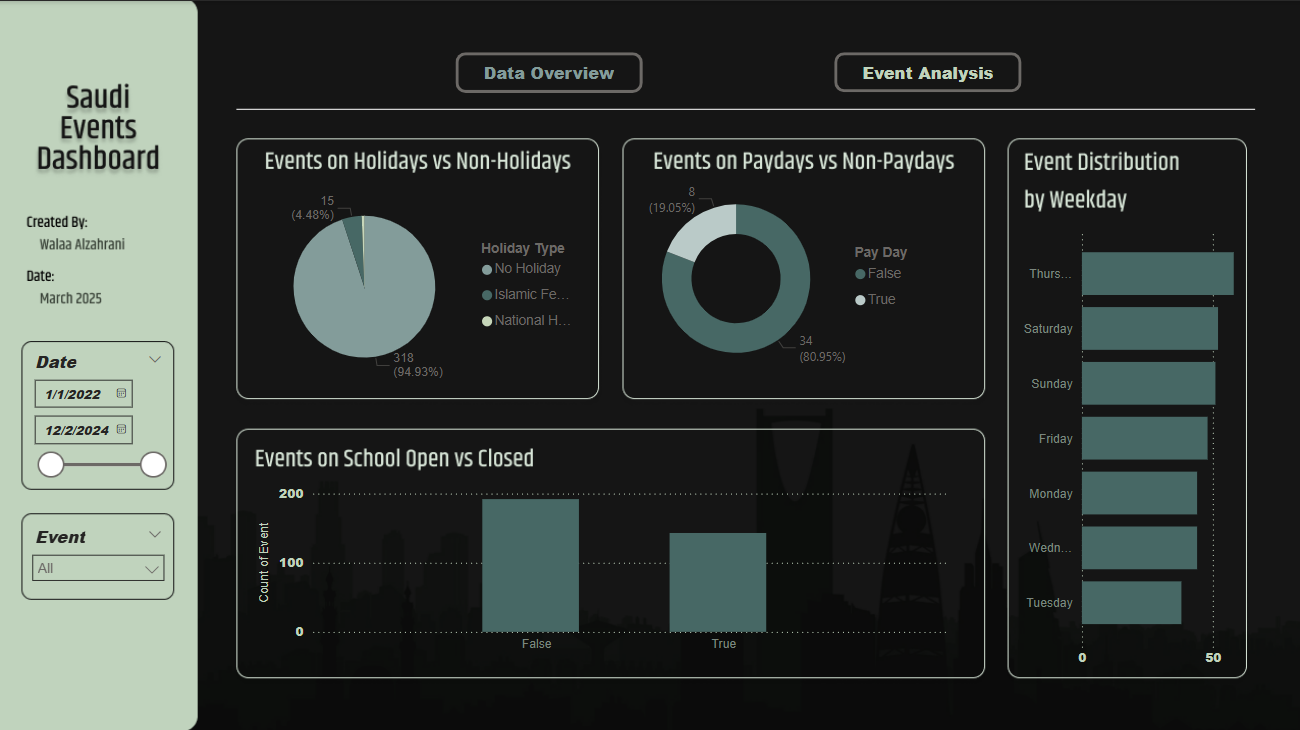 Saudi
Events
Dashboard
Created By:
Walaa Alzahrani
Date:
March 2025
Date
1/1/2022
12/2/2024
Event
All
Data Overview
Event Analysis
Events on Holidays vs Non-Holidays
15
(4.48%)
318
(94.93%)
Holiday Type
No Holiday
Islamic Fe...
National H...
Events on Paydays vs Non-Paydays
8
(19.05%)
34
(80.95%)
Pay Day
False
True
Event Distribution
by Weekday
Thurs...
Saturday
Sunday
Friday
Monday
Wedn...
Tuesday
0
50
Events on School Open vs Closed
Count of Event
200
100
0
False
True